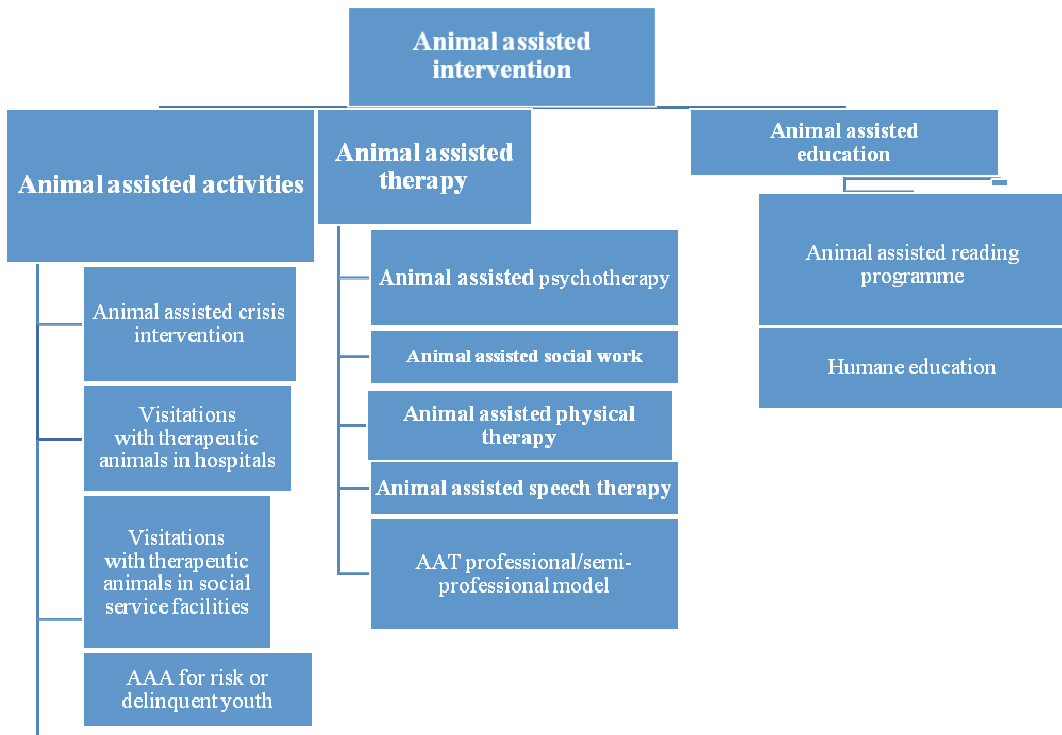 Animal assisted
intervention
Animal assisted activities
Animal assisted crisis
intervention
Visitations
with therapeutic
animals in hospitals
Visitations
with therapeutic
animals in social
service facilities
AAA for risk or
delinquent youth
Animal assisted
therapy
Animal assisted psychotherapy
Animal assisted social work
Animal assisted physical
therapy
Animal assisted speech therapy
AAT professional/semi-
professional model
Animal assisted
education
Animal assisted reading
programme
Humane education